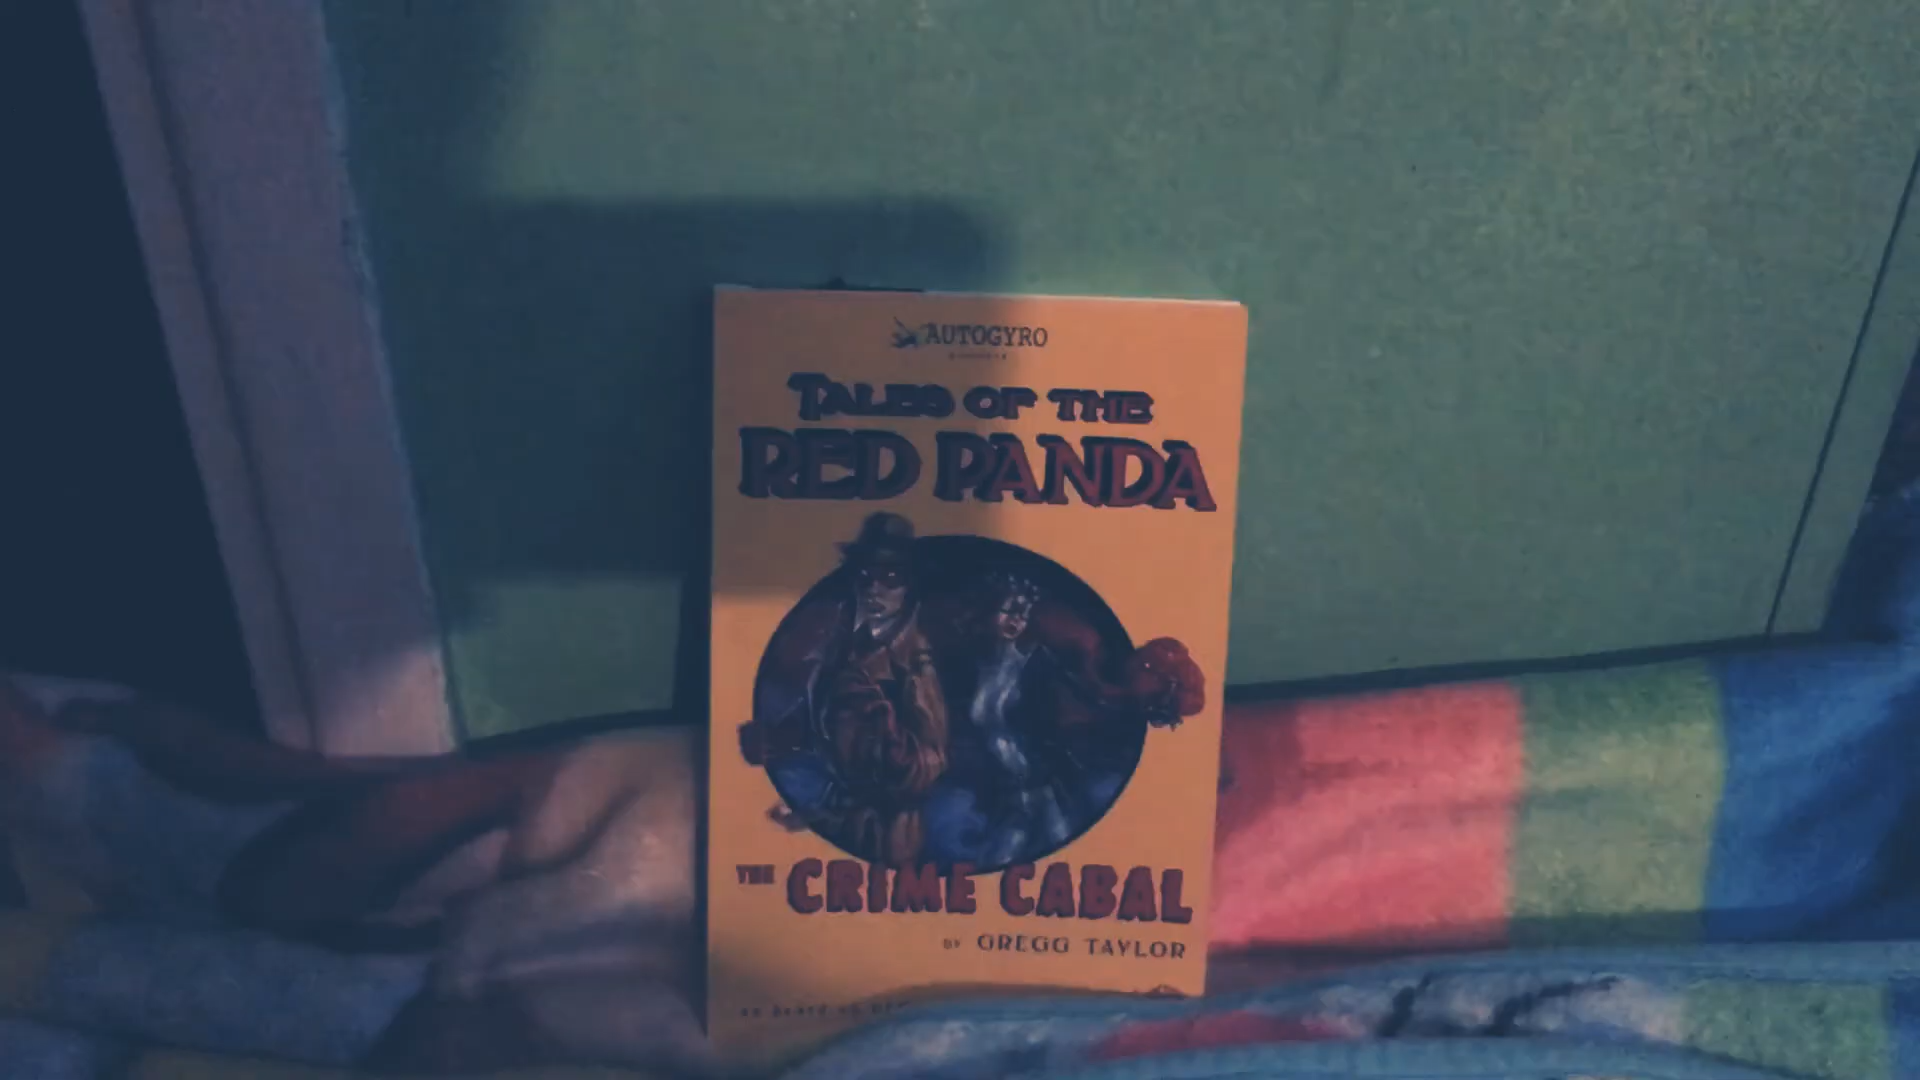 AUTOGYRO
TALES OF THE
RED PANDA
THE CRIME CABAL
BY GREGG TAYLOR